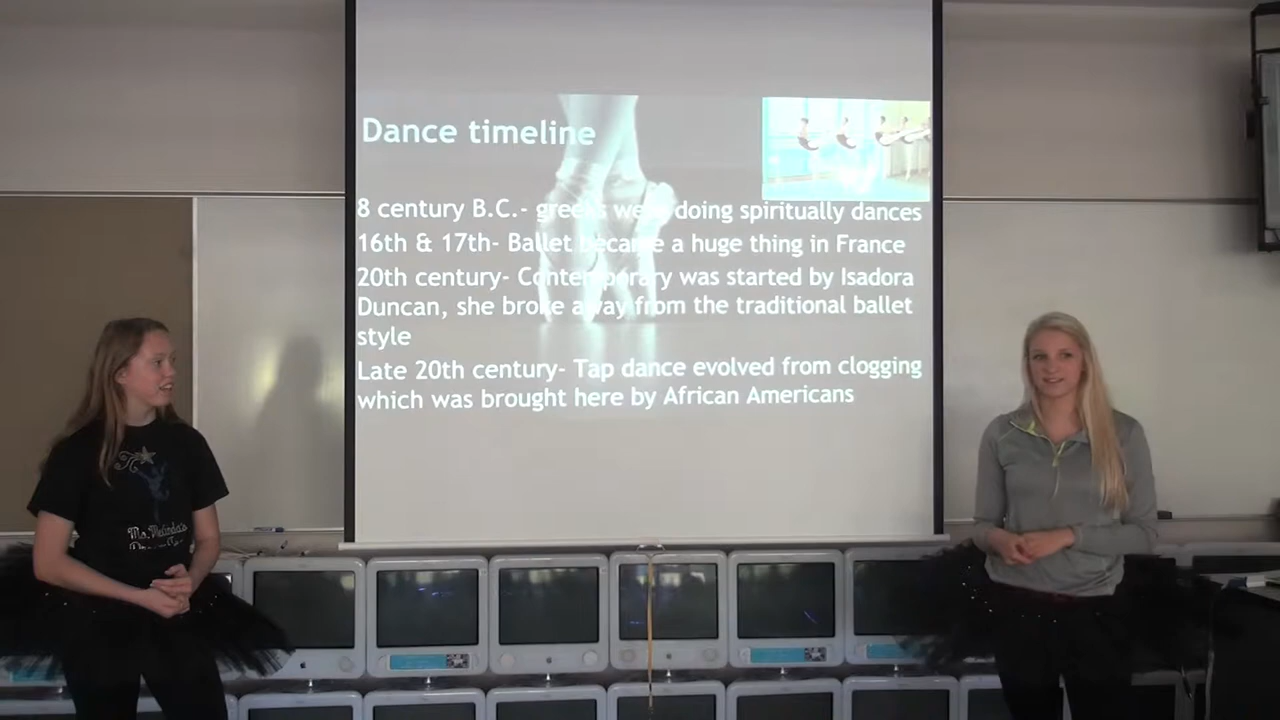 Dance timeline
8 century B.C.- greeks were doing spiritually dances
16th & 17th- Ballet became a huge thing in France
20th century- Contemporary was started by Isadora
Duncan, she broke away from the traditional ballet
style
Late 20th century- Tap dance evolved from clogging
which was brought here by African Americans
Ms. Melinda's